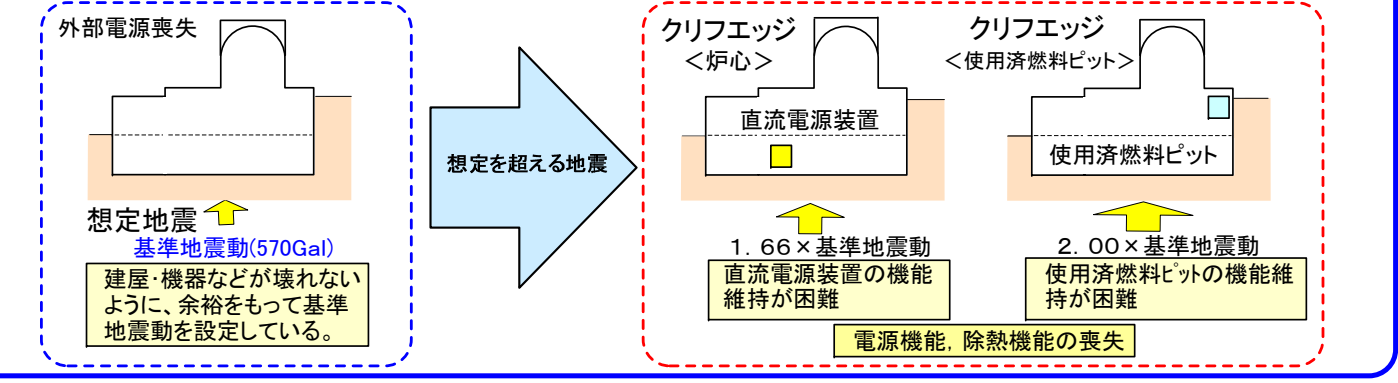 外部電源喪失
想定地震
基準地震動(570Gal)
建屋・機器などが壊れない
ように、余裕をもって基準
地震動を設定している。
想定を超える地震
クリフエッジ
＜炉心＞
直流電源装置
1．66×基準地震動
直流電源装置の機能
維持が困難
クリフエッジ
＜使用済燃料ピット＞
使用済燃料ピット
2．00×基準地震動
使用済燃料ピットの機能維
持が困難
電源機能，除熱機能の喪失